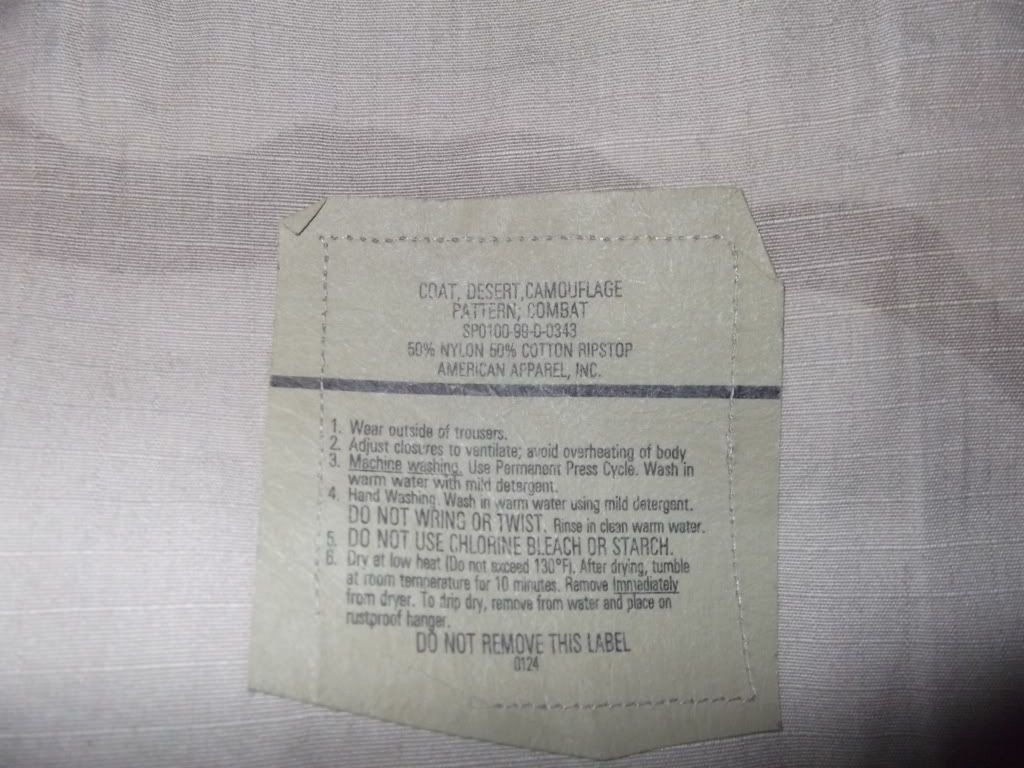 COAT, DESERT, CAMOUFLAGE
PATTERN; COMBAT
SPO100-99-D-0343
50% NYLON 50% COTTON RIPSTOP
AMERICAN APPAREL, INC.
1. Wear outside of trousers.
2. Adjust closures to ventilate; avoid overheating of body
3. Machine washing. Use Permanent Press Cycle. Wash in
warm water with mild detergent.
4. Hand Washing. Wash in warm water using mild detergent.
DO NOT WRING OR TWIST. Rinse in clean warm water.
5. DO NOT USE CHLORINE BLEACH OR STARCH.
6. Dry at low heat (Do not exceed 130°F). After drying, tumble
at room temperature for 10 minutes. Remove Immediately
from dryer. To drip dry, remove from water and place on
rustproof hanger.
DO NOT REMOVE THIS LABEL
0124